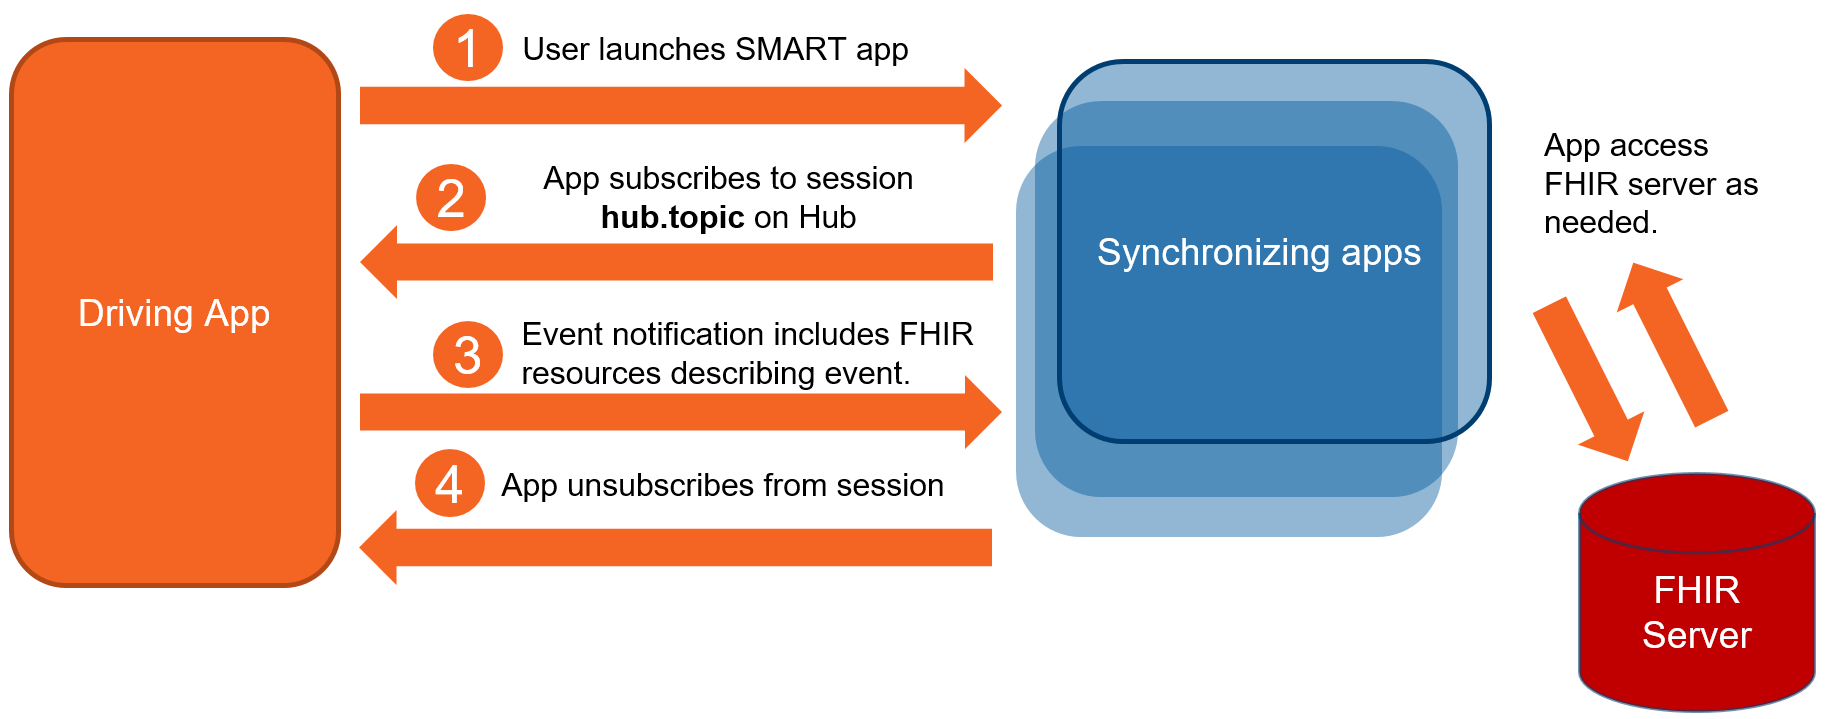 1
User launches SMART app
2
App subscribes to session
hub.topic on Hub
3
Event notification includes FHIR
resources describing event.
4
App unsubscribes from session
Driving App
Synchronizing apps
App access
FHIR server as
needed.
FHIR
Server